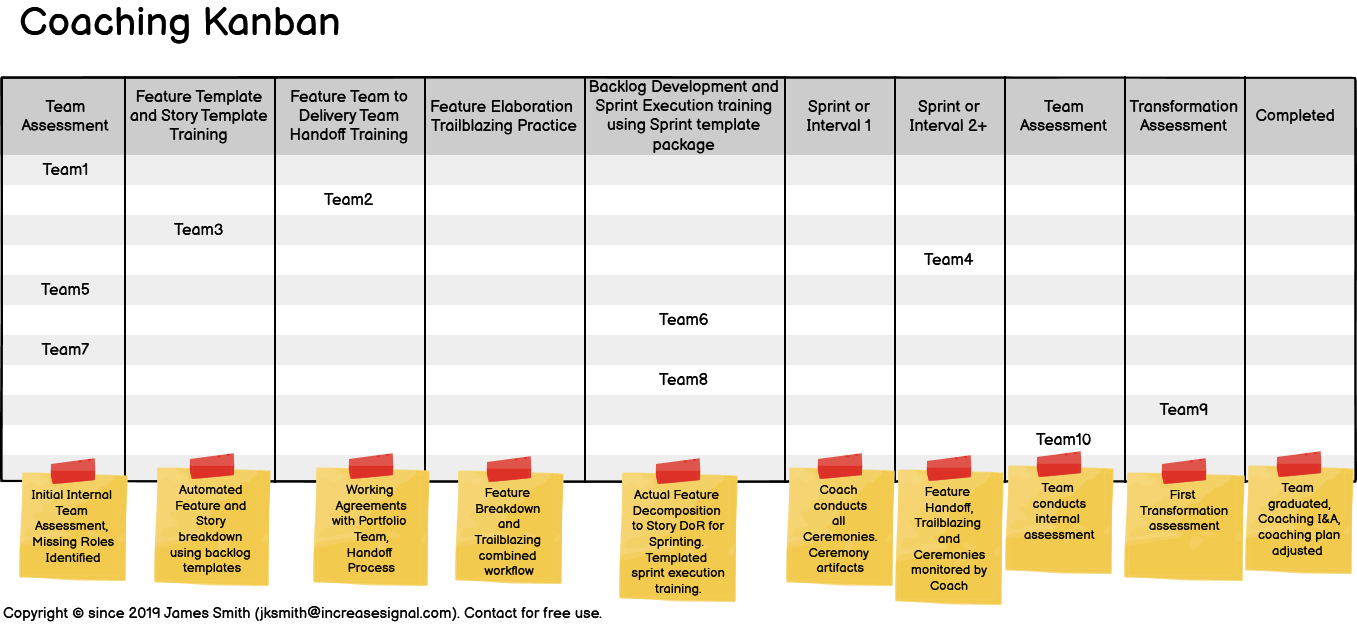 Coaching Kanban
Team
Assessment
Feature Template
and Story Template
Training
Feature Team to
Delivery Team
Handoff Training
Feature Elaboration
Trailblazing Practice
Backlog Development and
Sprint Execution training
using Sprint template
package
Sprint or
Interval 1
Sprint or
Interval 2+
Team
Assessment
Transformation
Assessment
Completed
Team1
Team2
Team3
Team4
Team5
Team6
Team7
Team8
Team9
Team10
Initial Internal
Team
Assessment,
Missing Roles
Identified
Automated
Feature and
Story
breakdown
using backlog
templates
Working
Agreements
with Portfolio
Team,
Handoff
Process
Feature
Breakdown
and
Trailblazing
combined
workflow
Actual Feature
Decomposition
to Story DoR for
Sprinting.
Templated
sprint execution
training.
Coach
conducts
all
Ceremonies.
Ceremony
artifacts
Feature
Handoff,
Trailblazing
and
Ceremonies
monitored by
Coach
Team
conducts
internal
assessment
First
Transformation
assessment
Team
graduated,
Coaching I&A,
coaching plan
adjusted
Copyright © since 2019 James Smith (jksmith@increasesignal.com). Contact for free use.